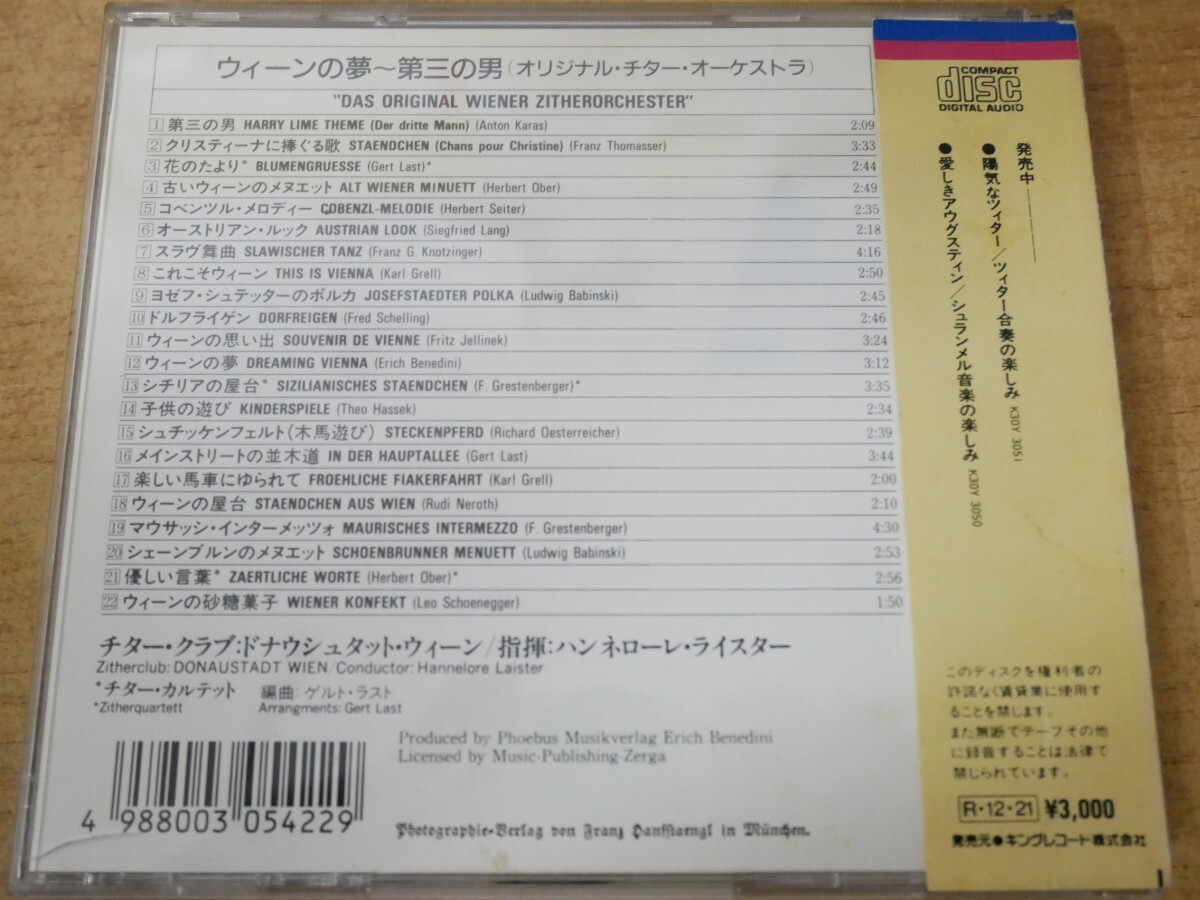 ウィーンの夢〜第三の男(オリジナル・チター・オーケストラ)
"DAS ORIGINAL WIENER ZITHERORCHESTER"
1 第三の男 HARRY LIME THEME (Der dritte Mann) (Anton Karas) 2:09
2 クリスティーナに捧ぐる歌 STAENDCHEN (Chans pour Christine) (Franz Thomasser) 3:33
3 花のたより* BLUMENGRUESSE (Gert Last)* 2:44
4 古いウィーンのメヌエット ALT WIENER MINUETT (Herbert Ober) 2:49
5 コベンツル・メロディー COBENZL-MELODIE (Herbert Seiter) 2:35
6 オーストリアン・ルック AUSTRIAN LOOK (Siegfried Lang) 2:18
7 スラヴ舞曲 SLAWISCHER TANZ (Franz G. Knotzinger) 4:16
8 これこそウィーン THIS IS VIENNA (Karl Grell) 2:50
9 ヨゼフ・シュテッターのポルカ JOSEFSTAEDTER POLKA (Ludwig Babinski) 2:45
10 ドルフライゲン DORFREIGEN (Fred Schelling) 2:46
11 ウィーンの思い出 SOUVENIR DE VIENNE (Fritz Jellinek) 3:24
12 ウィーンの夢 DREAMING VIENNA (Erich Benedini) 3:12
13 シチリアの屋台* SIZILIANISCHES STAENDCHEN (F. Grestenberger)* 3:35
14 子供の遊び KINDERSPIELE (Theo Hassek) 2:34
15 シュチッケンフェルト(木馬遊び) STECKENPFERD (Richard Oesterreicher) 2:39
16 メインストリートの並木道 IN DER HAUPTALLEE (Gert Last) 3:44
17 楽しい馬車にゆられて FROEHLICHE FIAKERFAHRT (Karl Grell) 2:00
18 ウィーンの屋台 STAENDCHEN AUS WIEN (Rudi Neroth) 2:10
19 マウサッシ・インターメッツォ MAURISCHES INTERMEZZO (F. Grestenberger) 4:30
20 シェーンブルンのメヌエット SCHOENBRUNNER MENUETT (Ludwig Babinski) 2:53
21 優しい言葉* ZAERTLICHE WORTE (Herbert Ober)* 2:56
22 ウィーンの砂糖菓子 WIENER KONFEKT (Leo Schoenegger) 1:50
チター・クラブ:ドナウシュタット・ウィーン/指揮:ハンネローレ・ライスター
Zitherclub: DONAUSTADT WIEN/Conductor: Hannelore Laister
*チター・カルテット 編曲:ゲルト・ラスト
*Zitherquartett Arrangments: Gert Last
Produced by Phoebus Musikverlag Erich Benedini
Licensed by Music-Publishing-Zerga
4 988003 054229
Photographie-Verlag von Franz Hanfstaengl in München.
COMPACT
disc
DIGITAL AUDIO
発売中
●陽気なツィター/ツィター合奏の楽しみ K30Y 3051
●愛しきアウグスティン/シュランメル音楽の楽しみ K30Y 3050
このディスクを権利者の
許諾なく賃貸業に使用す
ることを禁じます。
また無断でテープその他
に録音することは法律で
禁じられています。
R・12・21 ¥3,000
発売元●キングレコード株式会社